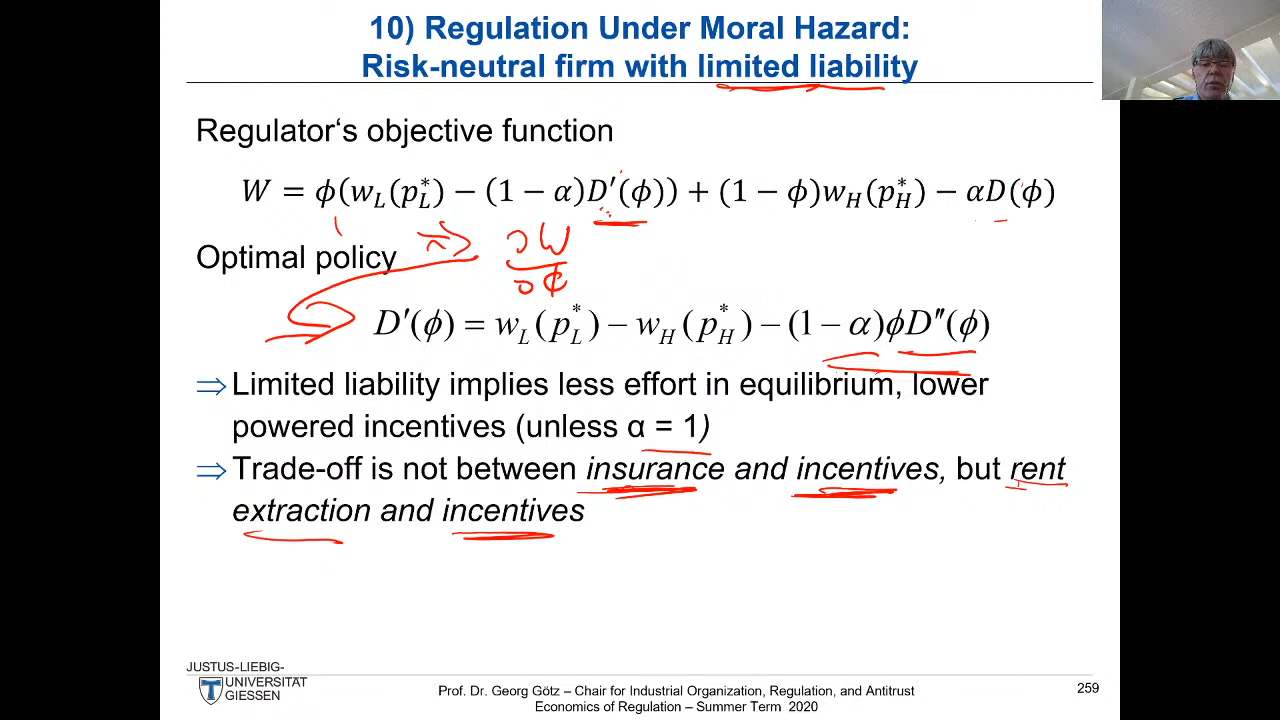 10) Regulation Under Moral Hazard:
Risk-neutral firm with limited liability
Regulator‘s objective function
W = ϕ(w_L(p_L^*) − (1 − α)D′(ϕ)) + (1 − ϕ)w_H(p_H^*) − αD(ϕ)
Optimal policy
∂W
∂ϕ
D′(ϕ) = w_L(p_L^*) − w_H(p_H^*) − (1 − α)ϕD″(ϕ)
⇒ Limited liability implies less effort in equilibrium, lower
powered incentives (unless α = 1)
⇒ Trade-off is not between insurance and incentives, but rent
extraction and incentives
JUSTUS-LIEBIG-
UNIVERSITÄT
GIESSEN
Prof. Dr. Georg Götz – Chair for Industrial Organization, Regulation, and Antitrust
Economics of Regulation – Summer Term 2020
259